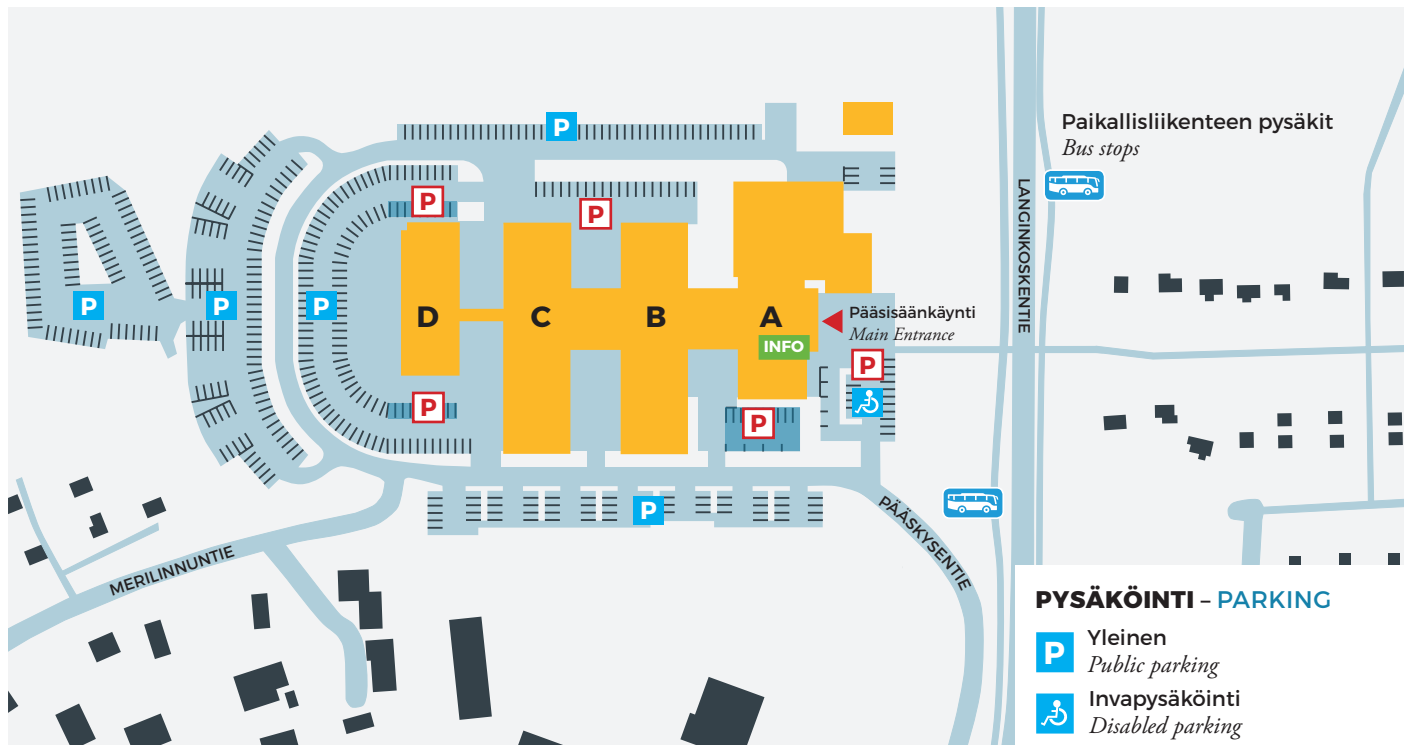 P
Paikallisliikenteen pysäkit
Bus stops
P
P
LANGINKOSKENTIE
P
P
P
D
C
B
A
INFO
Pääsisäänkäynti
Main Entrance
P
P
P
P
PÄÄSKYSENTIE
MERILINNUNTIE
PYSÄKÖINTI – PARKING
P
Yleinen
Public parking
Invapysäköinti
Disabled parking